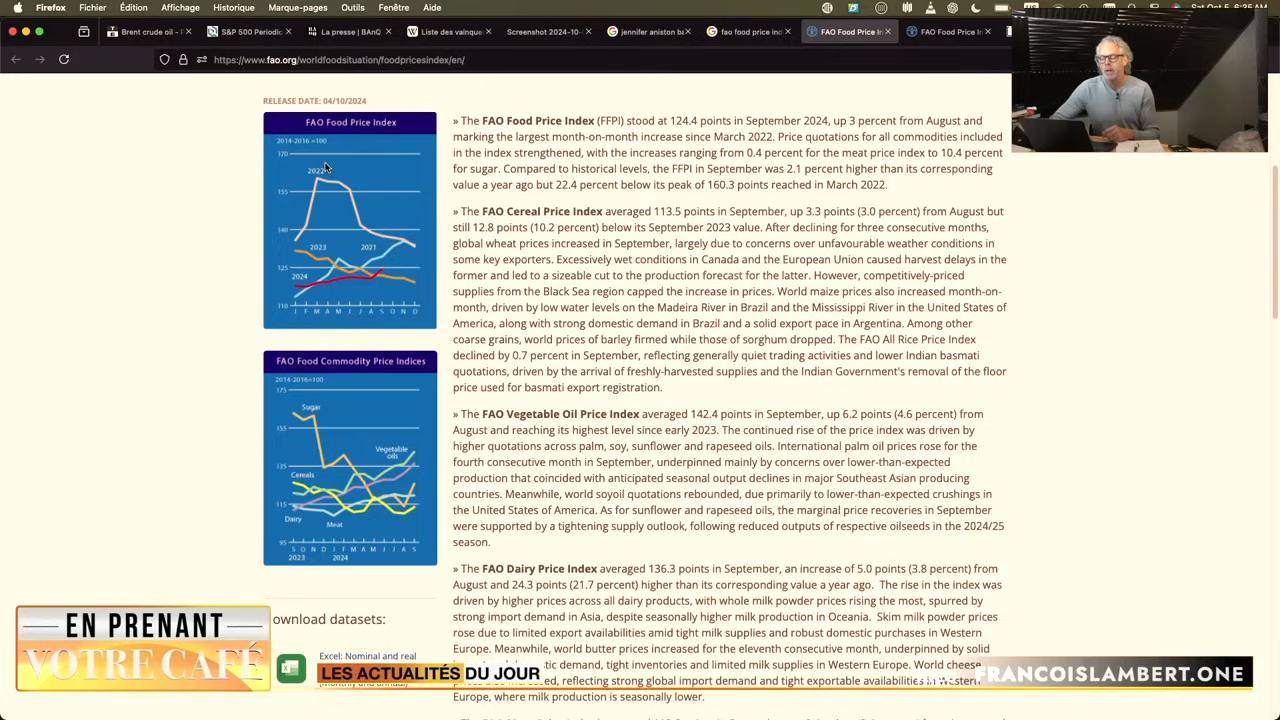 Firefox
Fichier
Édition
Affichage
Historique
Marque-pages
Outils
Fenêtre
Aide
Brent crude oil -
S&P 500 Periodic
La presse | BAnC
Liste des
Screenshot 2024-1
jennifer aniston
fao
FAO Food Price In
FAO Food Price In
https://www.fao.org/worldfoodsituation/foodpricesindex/en/
RELEASE DATE: 04/10/2024
FAO Food Price Index
2014-2016 =100
170
2022
155
140
2023
2021
125
2024
110
J F M A M J J A S O N D
FAO Food Commodity Price Indices
2014-2016=100
175
Sugar
155
Vegetable
oils
135
Cereals
115
Dairy
Meat
95
S O N D J F M A M J J A S
2023
2024
» The FAO Food Price Index (FFPI) stood at 124.4 points in September 2024, up 3 percent from August and
marking the largest month-on-month increase since March 2022. Price quotations for all commodities included
in the index strengthened, with the increases ranging from 0.4 percent for the meat price index to 10.4 percent
for sugar. Compared to historical levels, the FFPI in September was 2.1 percent higher than its corresponding
value a year ago but 22.4 percent below its peak of 160.3 points reached in March 2022.
» The FAO Cereal Price Index averaged 113.5 points in September, up 3.3 points (3.0 percent) from August but
still 12.8 points (10.2 percent) below its September 2023 value. After declining for three consecutive months,
global wheat prices increased in September, largely due to concerns over unfavourable weather conditions in
some key exporters. Excessively wet conditions in Canada and the European Union caused harvest delays in the
former and led to a sizeable cut to the production forecast for the latter. However, competitively-priced
supplies from the Black Sea region capped the increase in prices. World maize prices also increased month-on-
month, driven by low water levels on the Madeira River in Brazil and the Mississippi River in the United States of
America, along with strong domestic demand in Brazil and a solid export pace in Argentina. Among other
coarse grains, world prices of barley firmed while those of sorghum dropped. The FAO All Rice Price Index
declined by 0.7 percent in September, reflecting generally quiet trading activities and lower Indian basmati
quotations, driven by the arrival of freshly-harvested supplies and the Indian Government's removal of the floor
price used for basmati export registration.
» The FAO Vegetable Oil Price Index averaged 142.4 points in September, up 6.2 points (4.6 percent) from
August and reaching its highest level since early 2023. The continued rise of the price index was driven by
higher quotations across palm, soy, sunflower and rapeseed oils. International palm oil prices rose for the
fourth consecutive month in September, underpinned mainly by concerns over lower-than-expected
production that coincided with anticipated seasonal output declines in major Southeast Asian producing
countries. Meanwhile, world soyoil quotations rebounded, due primarily to lower-than-expected crushings in
the United States of America. As for sunflower and rapeseed oils, the marginal price recoveries in September
were supported by a tightening supply outlook, following reduced outputs of respective oilseeds in the 2024/25
season.
» The FAO Dairy Price Index averaged 136.3 points in September, an increase of 5.0 points (3.8 percent) from
August and 24.3 points (21.7 percent) higher than its corresponding value a year ago. The rise in the index was
driven by higher prices across all dairy products, with whole milk powder prices rising the most, spurred by
strong import demand in Asia, despite seasonally higher milk production in Oceania. Skim milk powder prices
rose due to limited export availabilities amid tight milk supplies and robust domestic purchases in Western
Europe. Meanwhile, world butter prices increased for the eleventh consecutive month, underpinned by solid
tic demand, tight inventories and limited milk
World chee
ed, reflecting strong global import demand and
Europe, where milk production is seasonally lower.
ownload datasets:
Excel: Nominal and real
EN PRENANT
VOTRE CAFÉ
LES ACTUALITÉS DU JOUR
FRANCOISLAMBERT.ONE